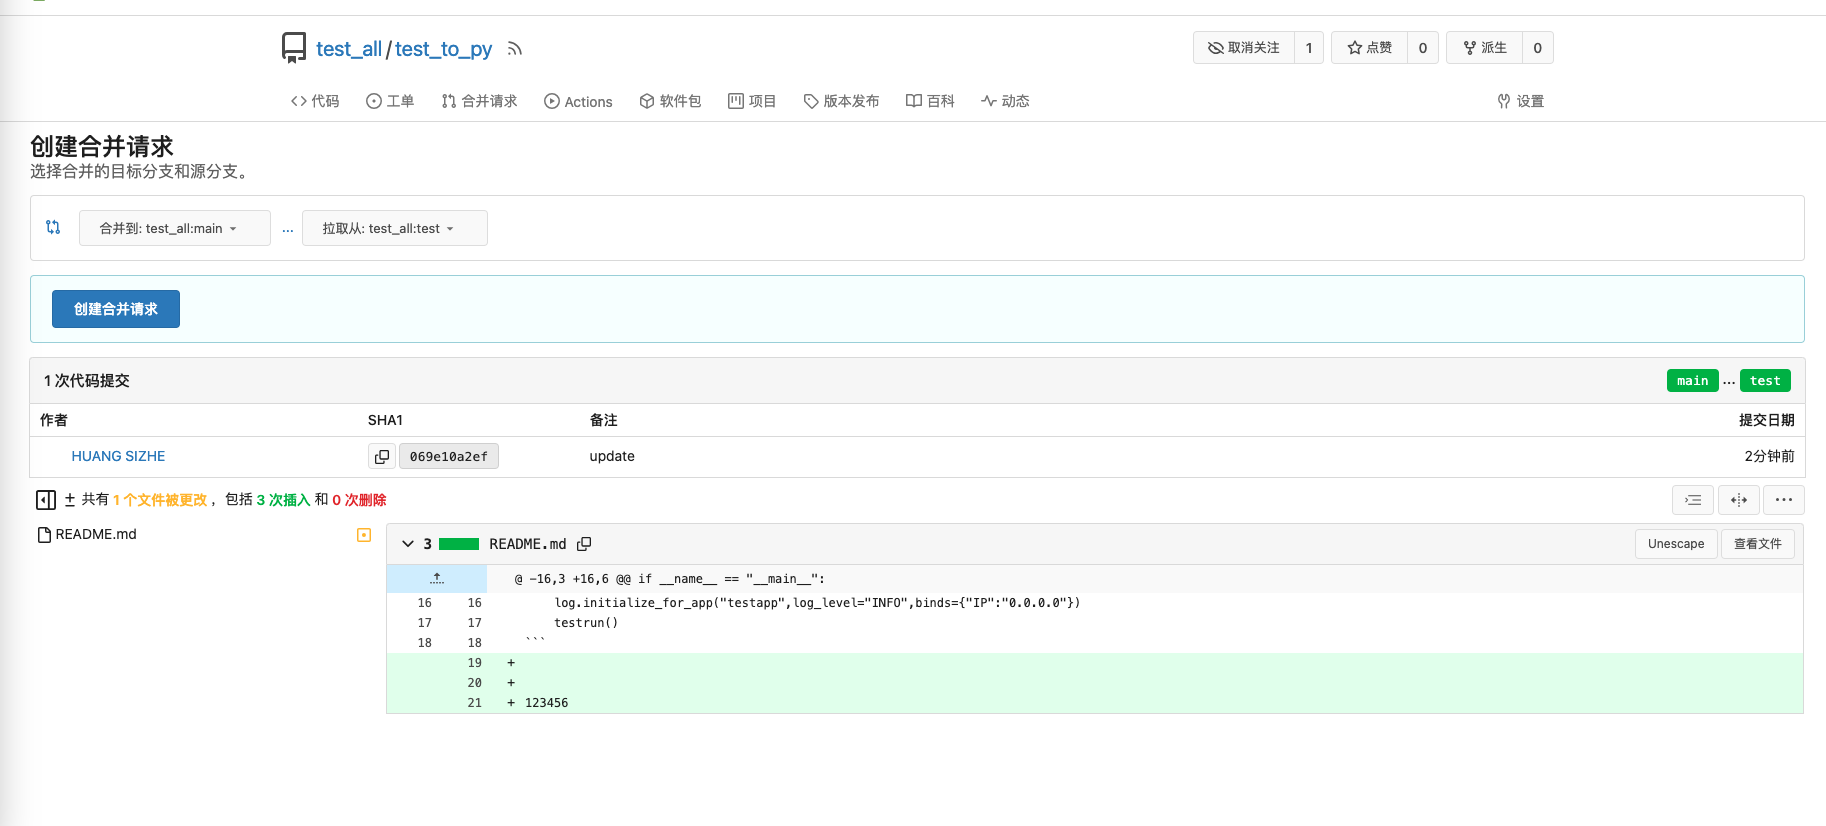 test_all/test_to_py
取消关注 1 点赞 0 派生 0
代码 工单 合并请求 Actions 软件包 项目 版本发布 百科 动态 设置
创建合并请求
选择合并的目标分支和源分支。
合并到: test_all:main ... 拉取从: test_all:test
创建合并请求
1 次代码提交 main ... test
作者 SHA1 备注 提交日期
HUANG SIZHE 069e10a2ef update 2分钟前
± 共有 1 个文件被更改，包括 3 次插入 和 0 次删除
README.md
3 README.md Unescape 查看文件
@ -16,3 +16,6 @@ if __name__ == "__main__":
16 16 log.initialize_for_app("testapp",log_level="INFO",binds={"IP":"0.0.0.0"})
17 17 testrun()
18 18 ```
19 +
20 +
21 + 123456